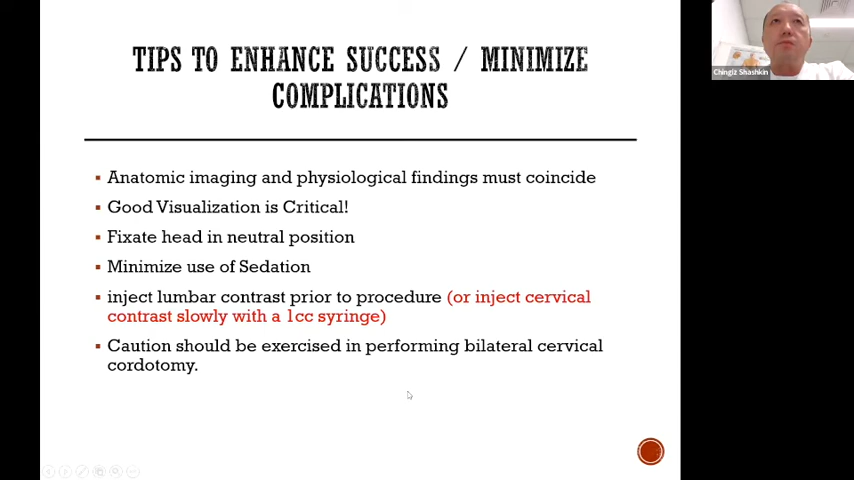 TIPS TO ENHANCE SUCCESS / MINIMIZE
COMPLICATIONS
Chingiz Shashkin
Anatomic imaging and physiological findings must coincide
Good Visualization is Critical!
Fixate head in neutral position
Minimize use of Sedation
inject lumbar contrast prior to procedure (or inject cervical
contrast slowly with a 1cc syringe)
Caution should be exercised in performing bilateral cervical
cordotomy.